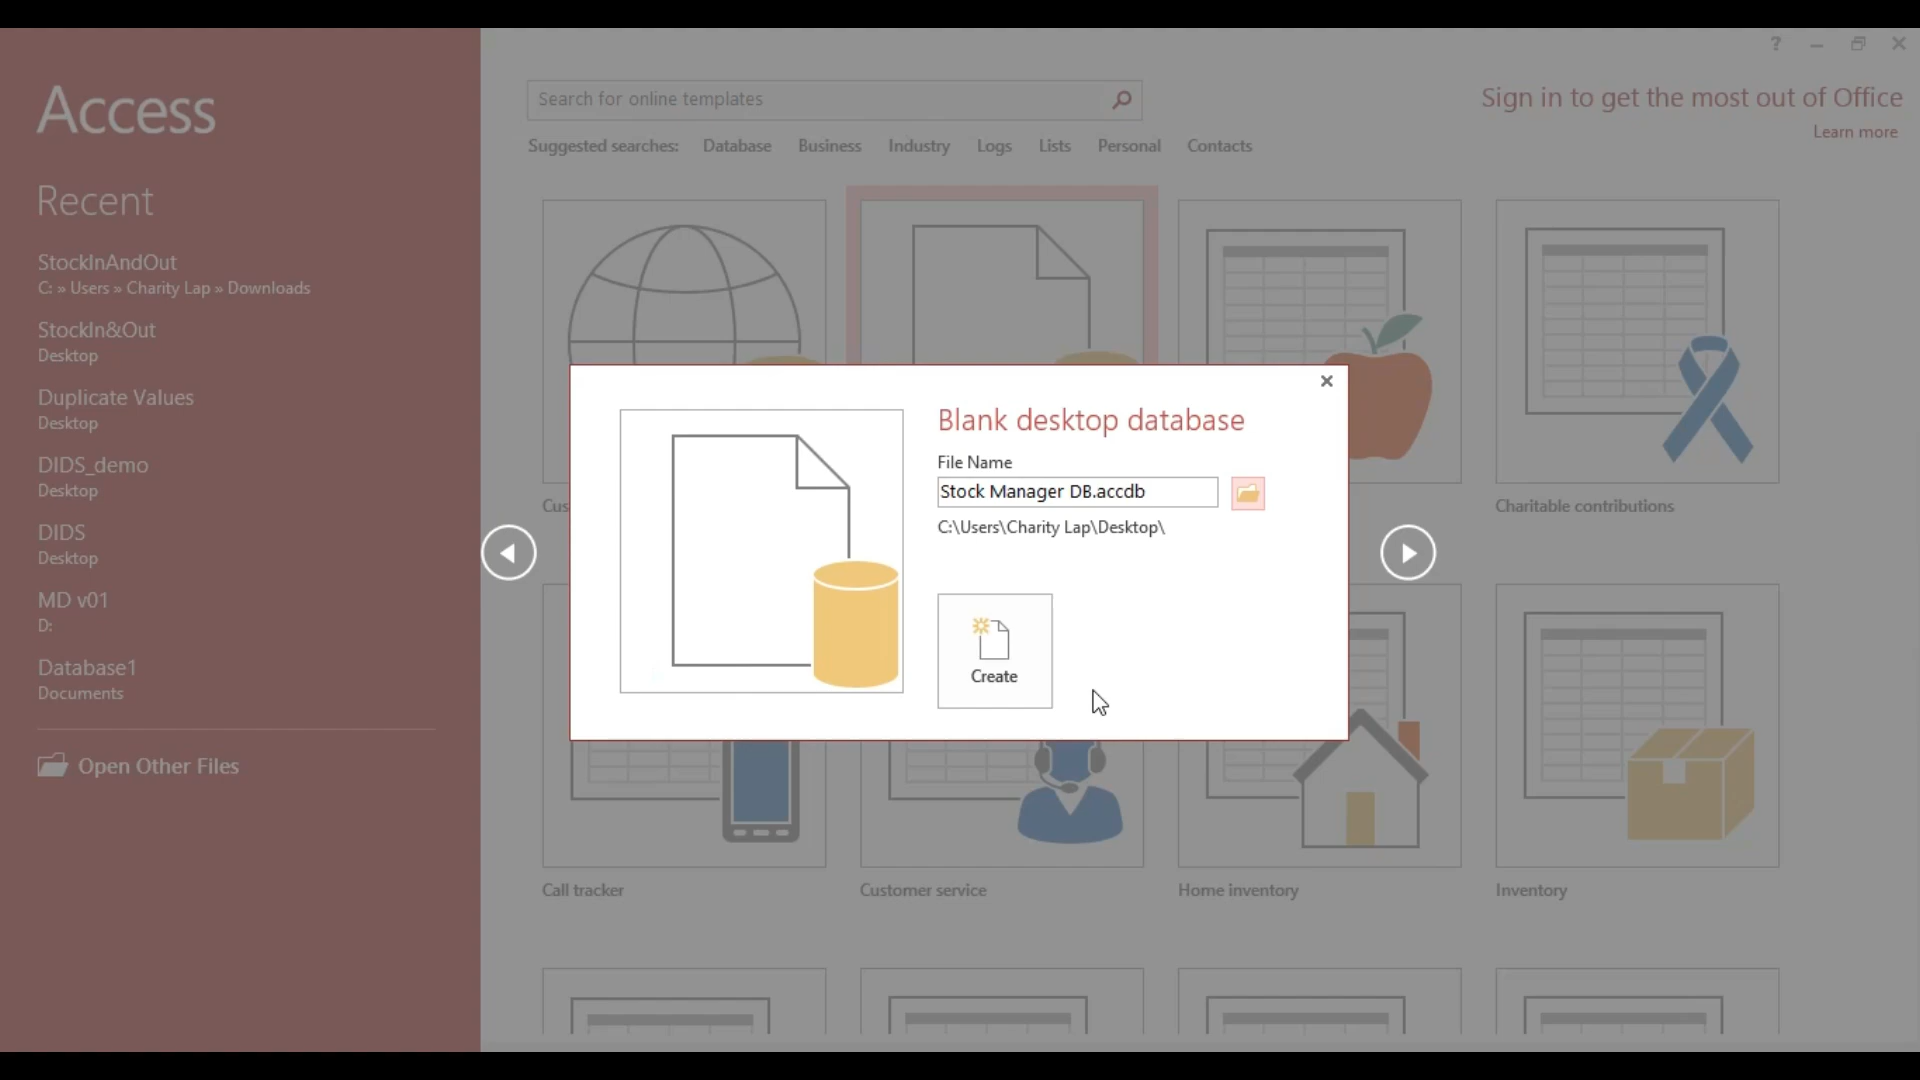 Access
Recent
StockInAndOut
C: » Users » Charity Lap » Downloads
StockIn&Out
Desktop
Duplicate Values
Desktop
DIDS_demo
Desktop
DIDS
Desktop
MD v01
D:
Database1
Documents
Open Other Files
?
Search for online templates
Sign in to get the most out of Office
Learn more
Suggested searches: Database Business Industry Logs Lists Personal Contacts
Cus
Charitable contributions
Blank desktop database
File Name
Stock Manager DB.accdb
C:\Users\Charity Lap\Desktop\
Create
Call tracker
Customer service
Home inventory
Inventory